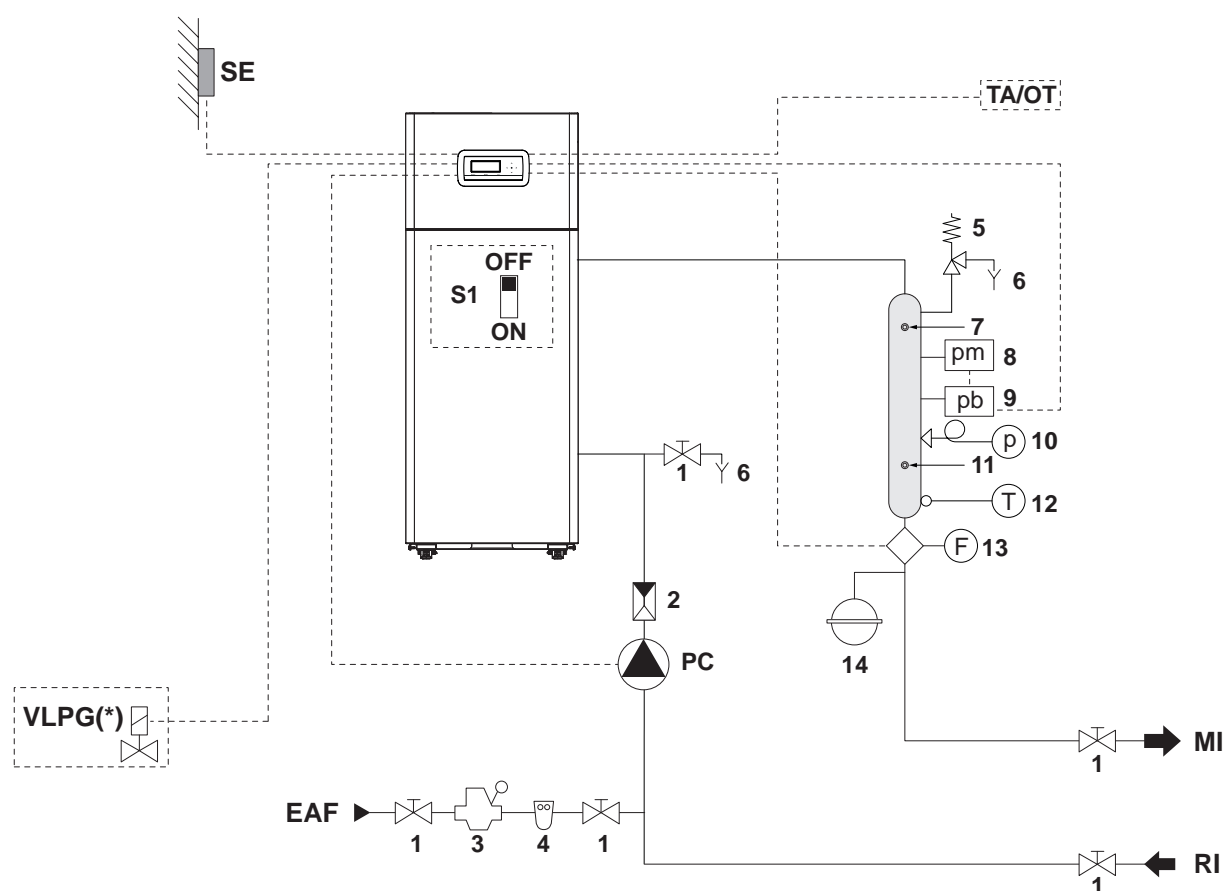 SE
TA/OT
OFF
S1
ON
5
6
7
pm
8
pb
9
p
10
11
T
12
F
13
14
1
6
2
PC
VLPG(*)
MI
1
EAF
1
3
4
1
RI
1